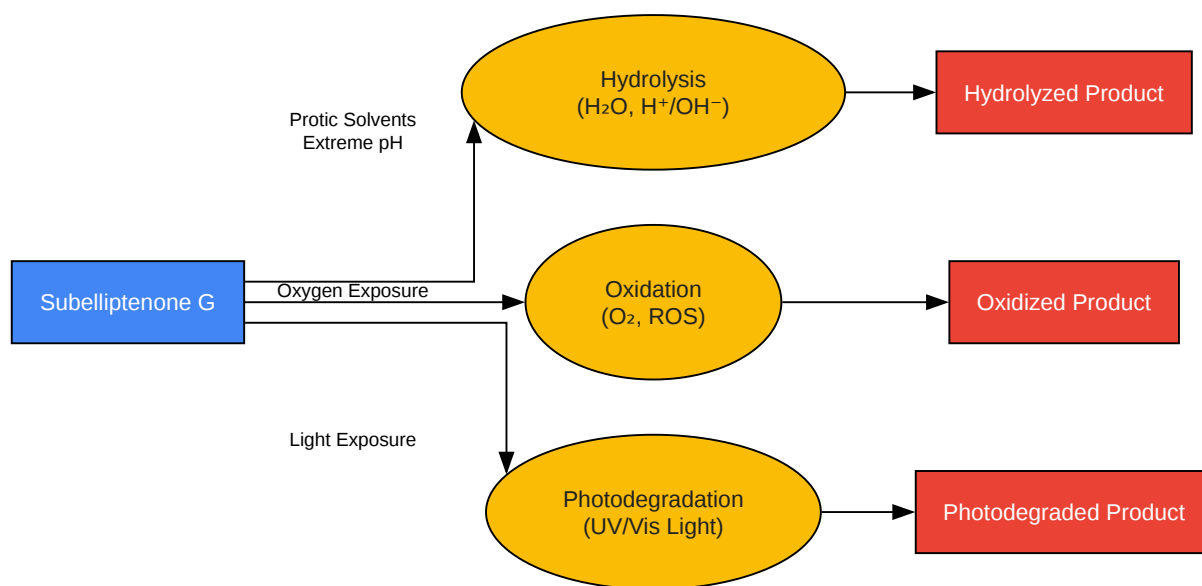 Hydrolysis
(H₂O, H⁺/OH⁻)
Hydrolyzed Product
Protic Solvents
Extreme pH
Subelliptenone G
Oxygen Exposure
Oxidation
(O₂, ROS)
Oxidized Product
Light Exposure
Photodegradation
(UV/Vis Light)
Photodegraded Product